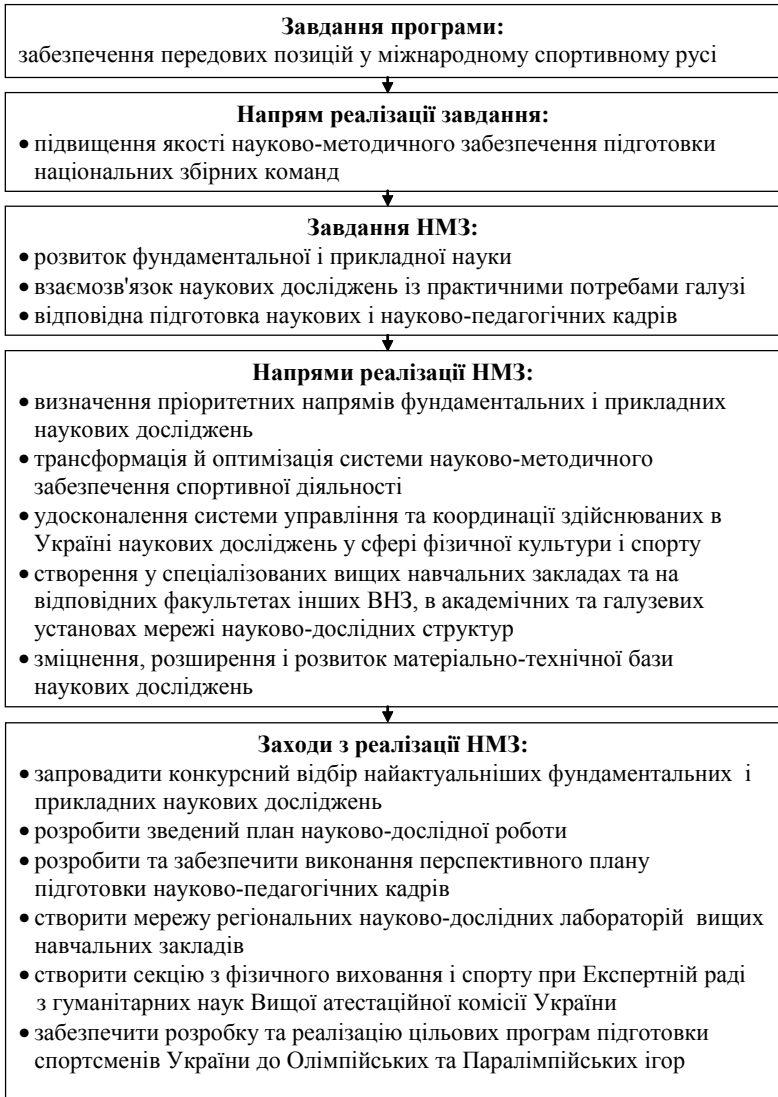 Завдання програми:
забезпечення передових позицій у міжнародному спортивному русі
Напрям реалізації завдання:
• підвищення якості науково-методичного забезпечення підготовки
національних збірних команд
Завдання НМЗ:
• розвиток фундаментальної і прикладної науки
• взаємозв'язок наукових досліджень із практичними потребами галузі
• відповідна підготовка наукових і науково-педагогічних кадрів
Напрями реалізації НМЗ:
• визначення пріоритетних напрямів фундаментальних і прикладних
наукових досліджень
• трансформація й оптимізація системи науково-методичного
забезпечення спортивної діяльності
• удосконалення системи управління та координації здійснюваних в
Україні наукових досліджень у сфері фізичної культури і спорту
• створення у спеціалізованих вищих навчальних закладах та на
відповідних факультетах інших ВНЗ, в академічних та галузевих
установах мережі науково-дослідних структур
• зміцнення, розширення і розвиток матеріально-технічної бази
наукових досліджень
Заходи з реалізації НМЗ:
• запровадити конкурсний відбір найактуальніших фундаментальних і
прикладних наукових досліджень
• розробити зведений план науково-дослідної роботи
• розробити та забезпечити виконання перспективного плану
підготовки науково-педагогічних кадрів
• створити мережу регіональних науково-дослідних лабораторій вищих
навчальних закладів
• створити секцію з фізичного виховання і спорту при Експертній раді
з гуманітарних наук Вищої атестаційної комісії України
• забезпечити розробку та реалізацію цільових програм підготовки
спортсменів України до Олімпійських та Паралімпійських ігор